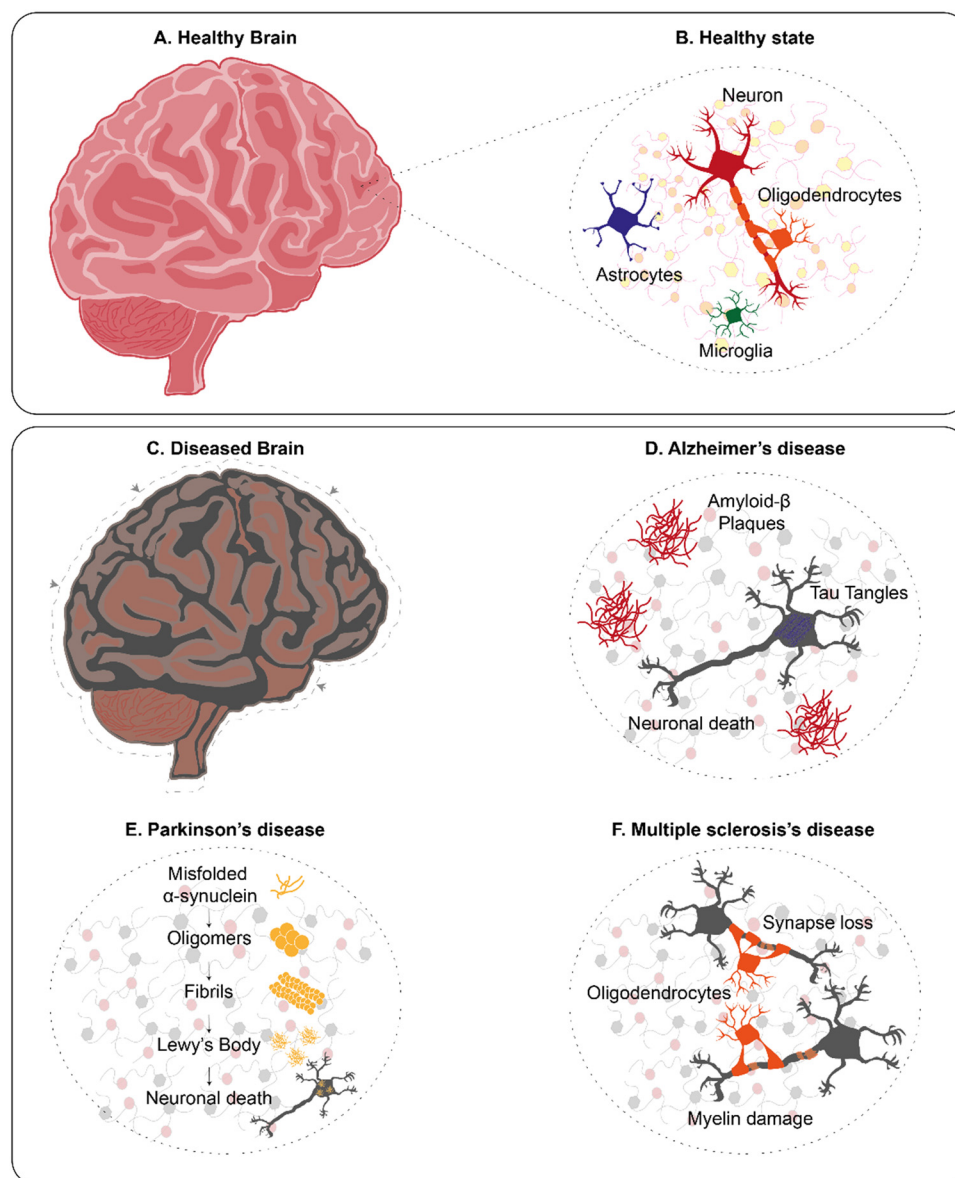 A. Healthy Brain
B. Healthy state
Neuron
Oligodendrocytes
Astrocytes
Microglia
C. Diseased Brain
D. Alzheimer's disease
Amyloid-β
Plaques
Tau Tangles
Neuronal death
E. Parkinson's disease
Misfolded
α-synuclein
Oligomers
Fibrils
Lewy's Body
Neuronal death
F. Multiple sclerosis's disease
Synapse loss
Oligodendrocytes
Myelin damage